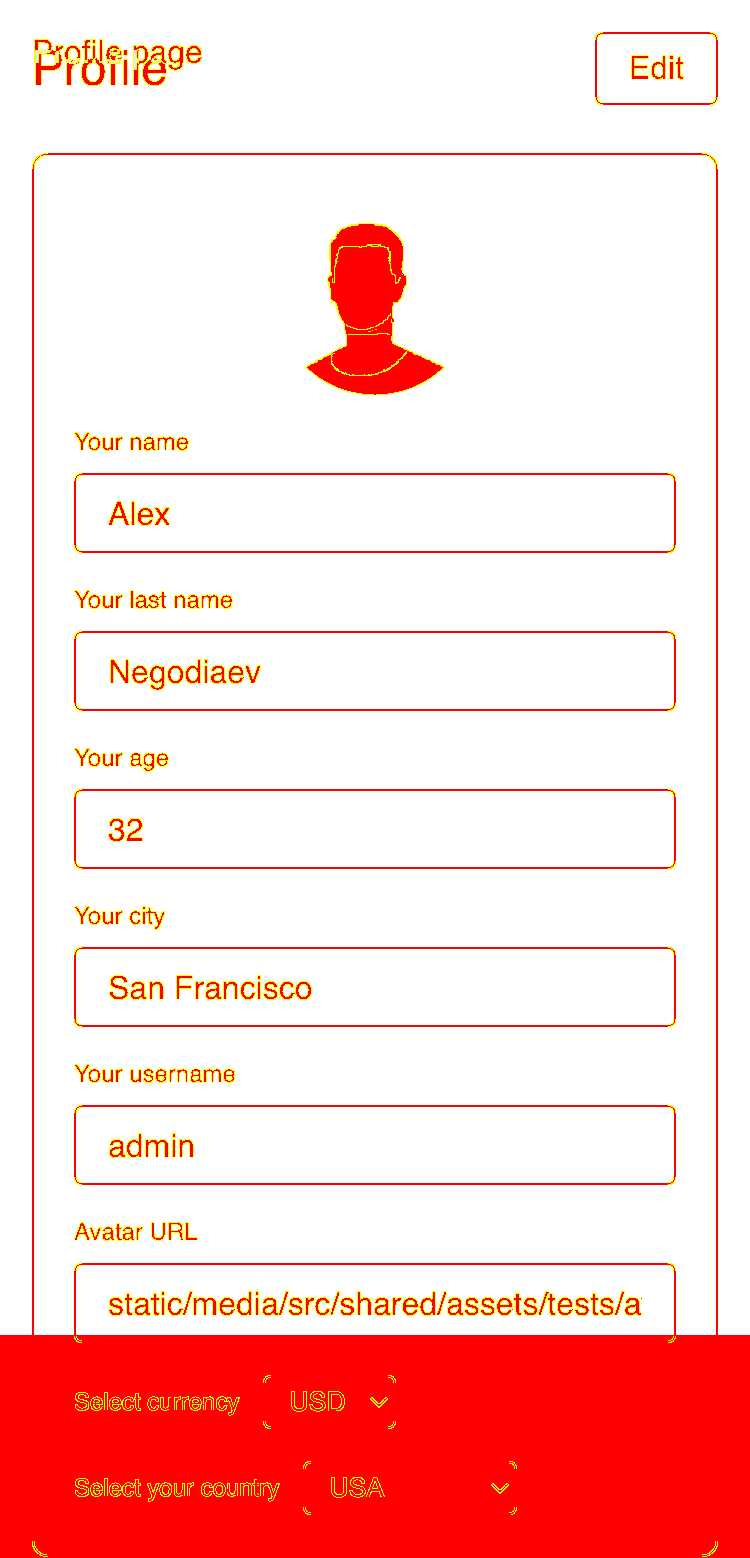 Profile page
Profile
Edit
Your name
Alex
Your last name
Negodiaev
Your age
32
Your city
San Francisco
Your username
admin
Avatar URL
static/media/src/shared/assets/tests/a
Select currency USD
Select your country USA